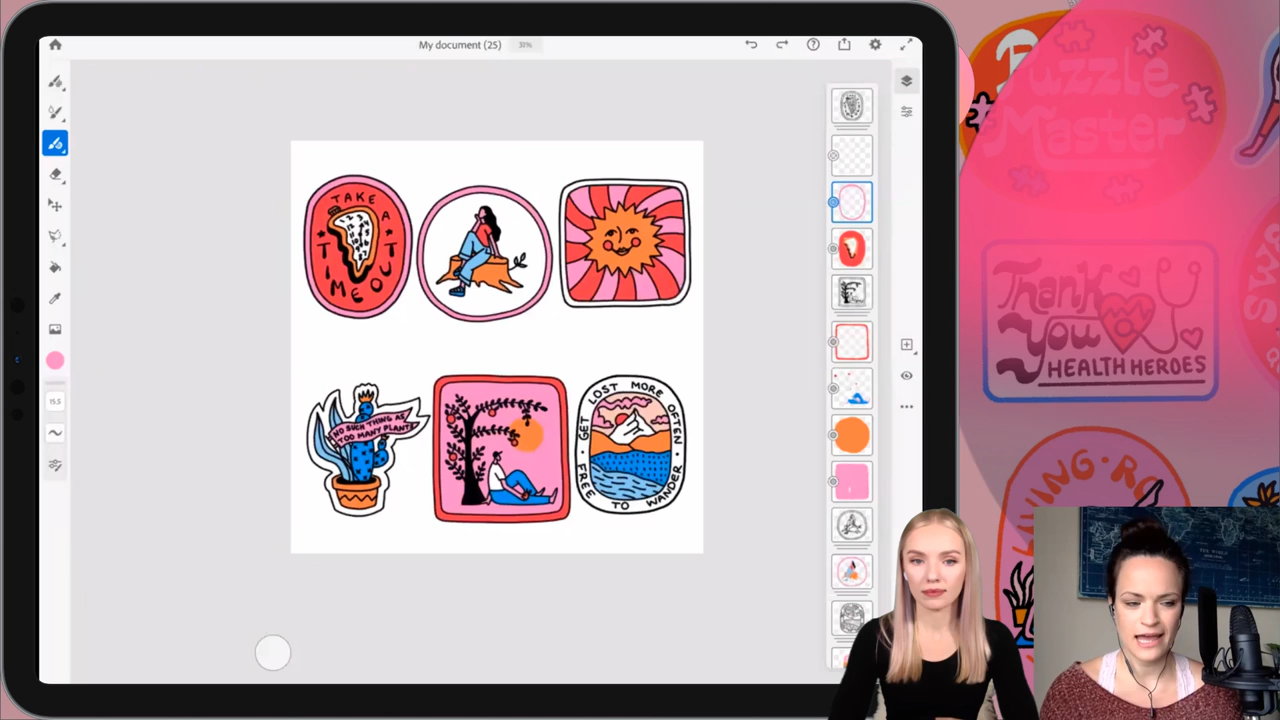 My document (25)
31%
TAKE A
TIME OUT
NO SUCH THING AS
TOO MANY PLANTS
GET LOST MORE OFTEN
FREE TO WANDER
15.5
Puzzle
Master
Thank
You
HEALTH HEROES